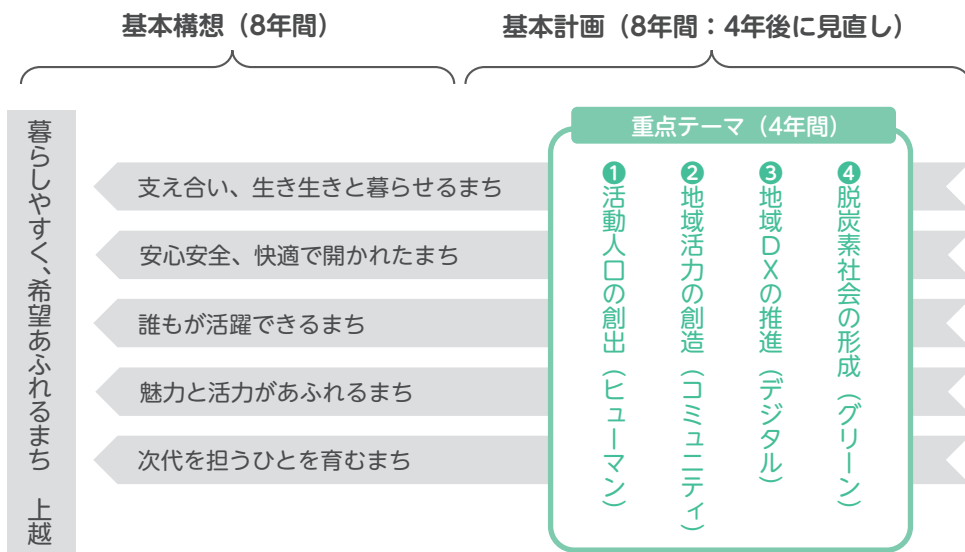 基本構想（8年間）
基本計画（8年間：4年後に見直し）
暮らしやすく、希望あふれるまち　上越
重点テーマ（4年間）
支え合い、生き生きと暮らせるまち
安心安全、快適で開かれたまち
誰もが活躍できるまち
魅力と活力があふれるまち
次代を担うひとを育むまち
❶活動人口の創出（ヒューマン）
❷地域活力の創造（コミュニティ）
❸地域DXの推進（デジタル）
❹脱炭素社会の形成（グリーン）